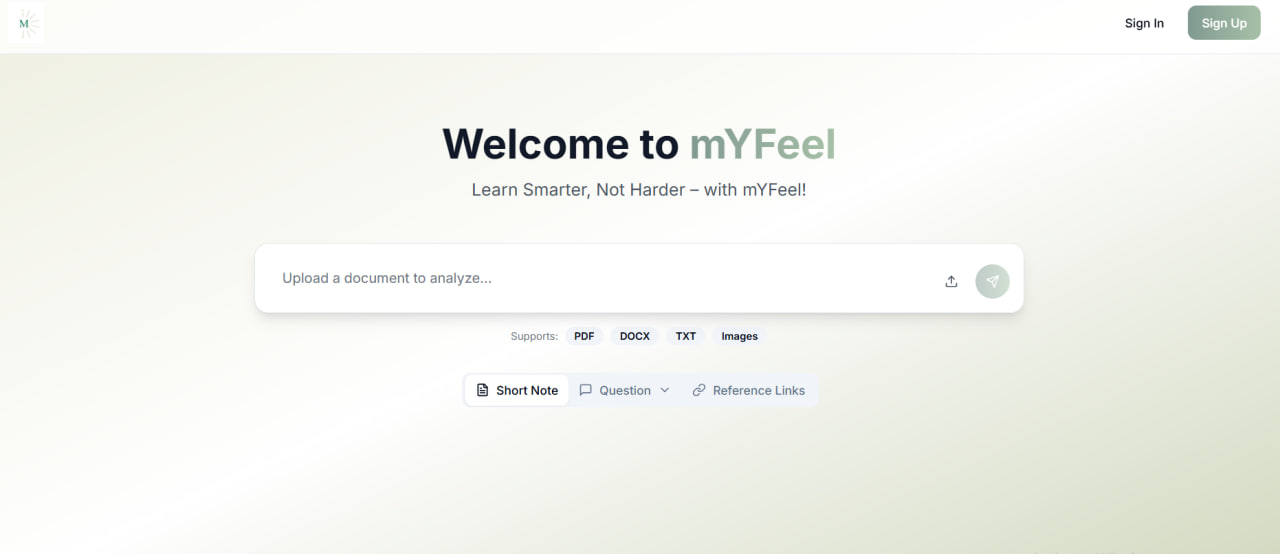 M
Sign In
Sign Up
Welcome to mYFeel
Learn Smarter, Not Harder – with mYFeel!
Upload a document to analyze...
Supports: PDF DOCX TXT Images
Short Note Question Reference Links